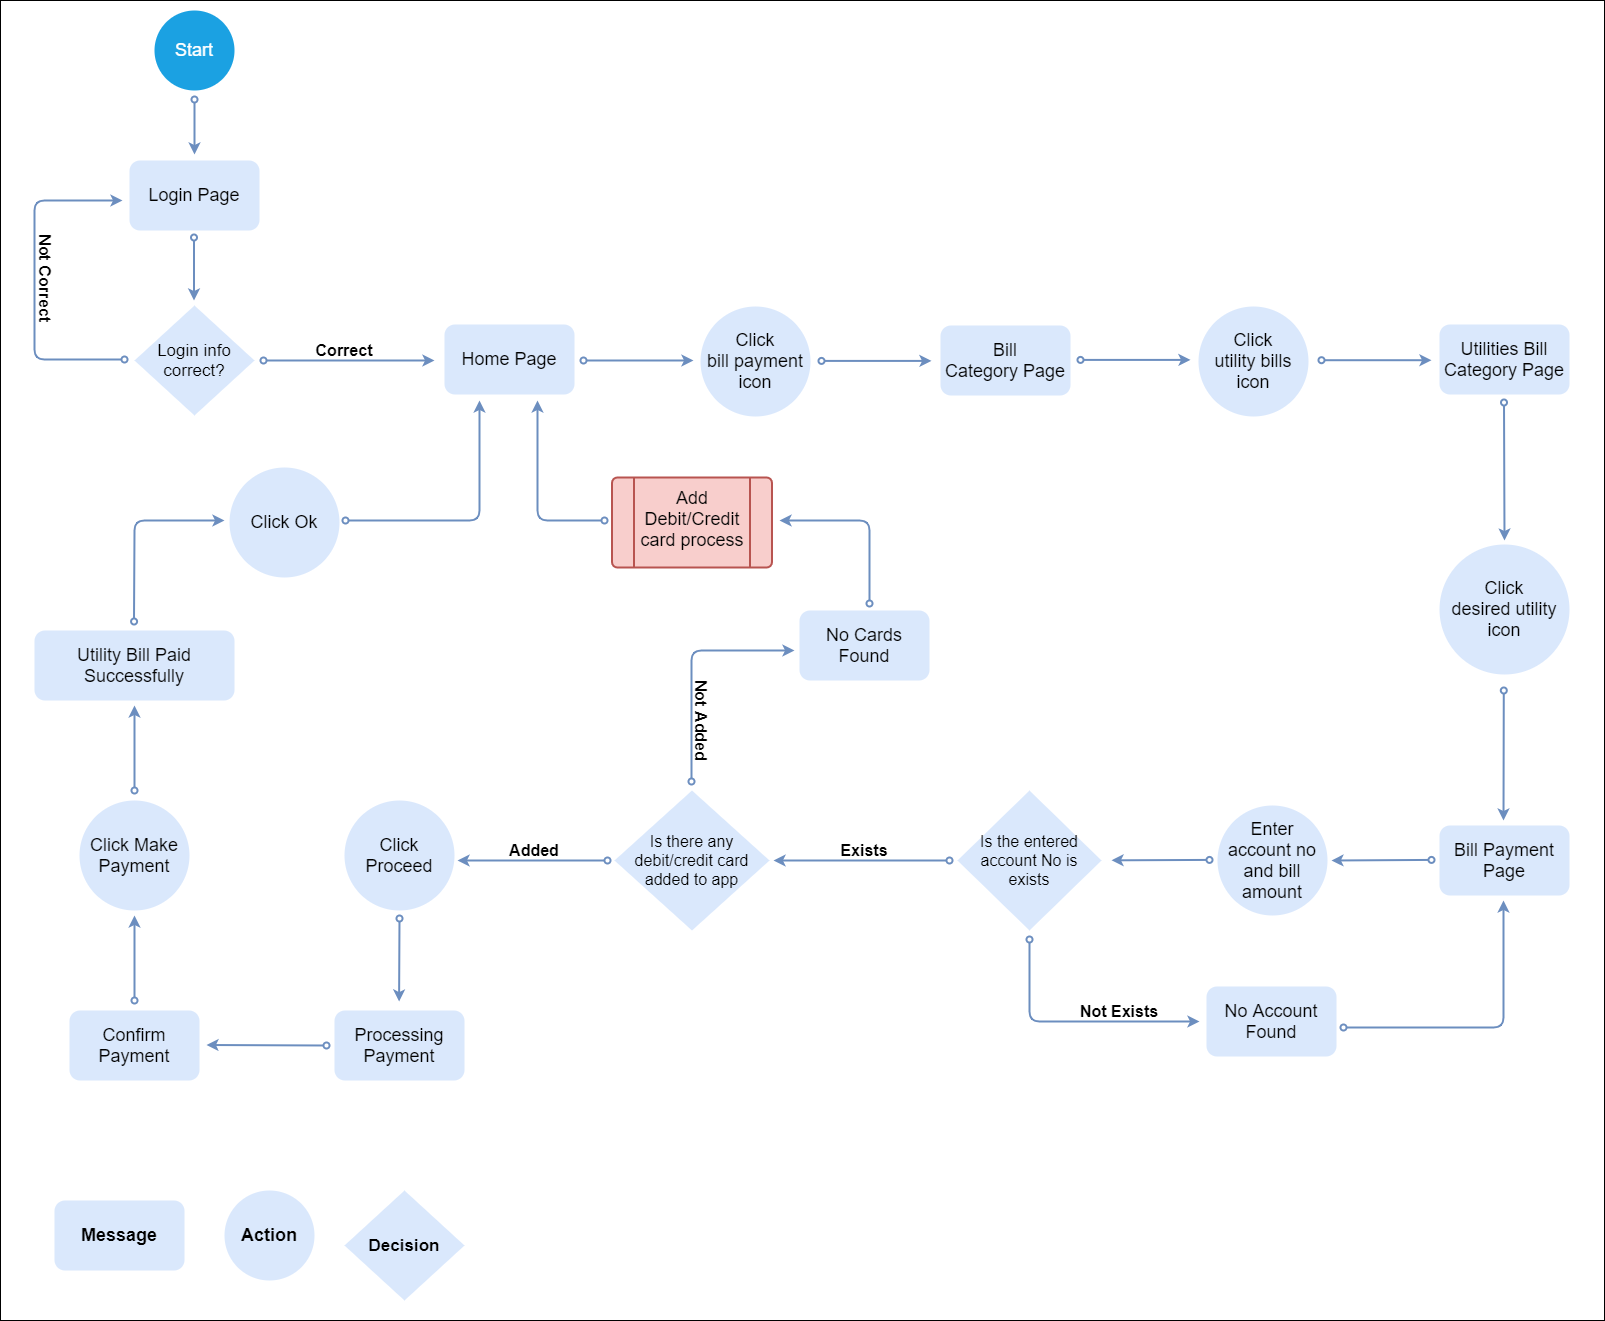 Start
Login Page
Not Correct
Login info
correct?
Correct
Home Page
Click
bill payment
icon
Bill
Category Page
Click
utility bills
icon
Utilities Bill
Category Page
Click Ok
Add
Debit/Credit
card process
Click
desired utility
icon
No Cards
Found
Utility Bill Paid
Successfully
Not Added
Click Make
Payment
Click
Proceed
Added
Is there any
debit/credit card
added to app
Exists
Is the entered
account No is
exists
Enter
account no
and bill
amount
Bill Payment
Page
Not Exists
No Account
Found
Confirm
Payment
Processing
Payment
Message
Action
Decision